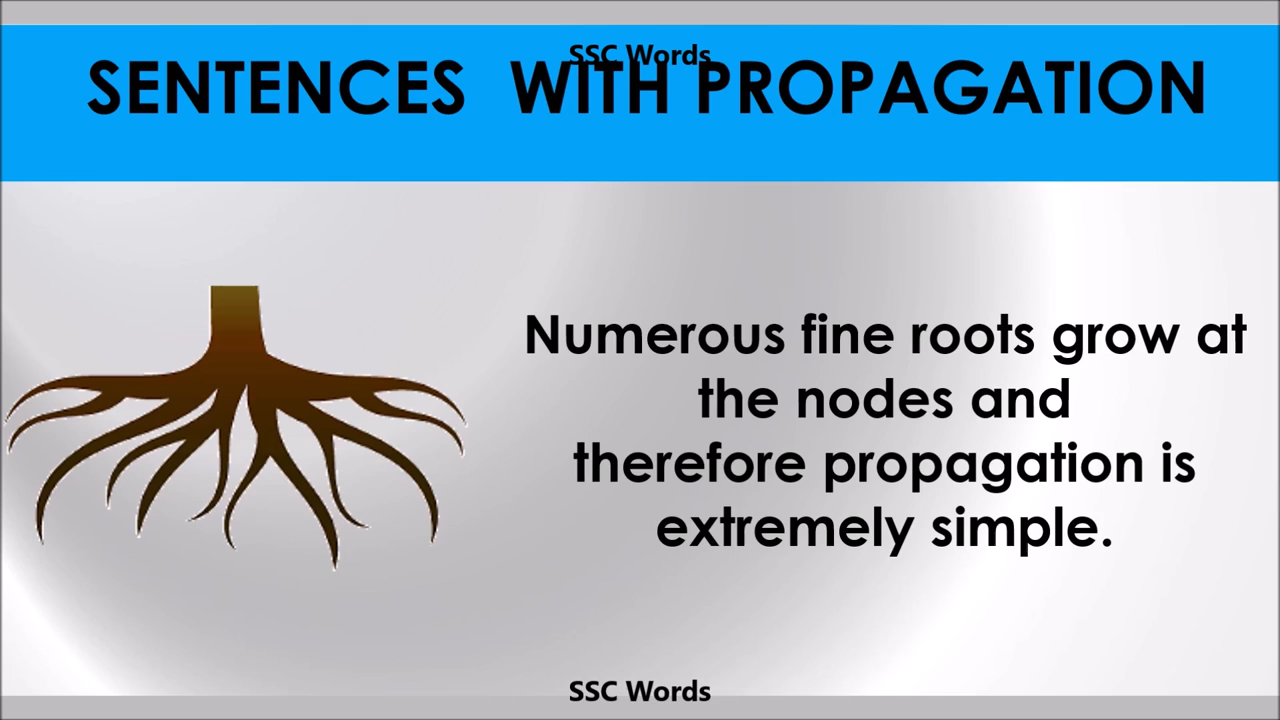 SSC Words
SENTENCES WITH PROPAGATION
Numerous fine roots grow at
the nodes and
therefore propagation is
extremely simple.
SSC Words